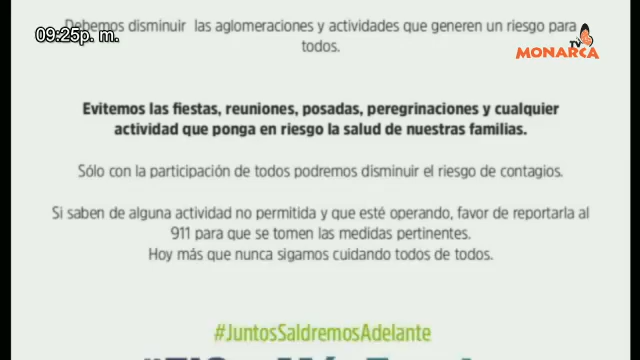 Debemos disminuir las aglomeraciones y actividades que generen un riesgo para
todos.
09:25p. m.
TV
MONARCA
Evitemos las fiestas, reuniones, posadas, peregrinaciones y cualquier
actividad que ponga en riesgo la salud de nuestras familias.
Sólo con la participación de todos podremos disminuir el riesgo de contagios.
Si saben de alguna actividad no permitida y que esté operando, favor de reportarla al
911 para que se tomen las medidas pertinentes.
Hoy más que nunca sigamos cuidando todos de todos.
#JuntosSaldremosAdelante